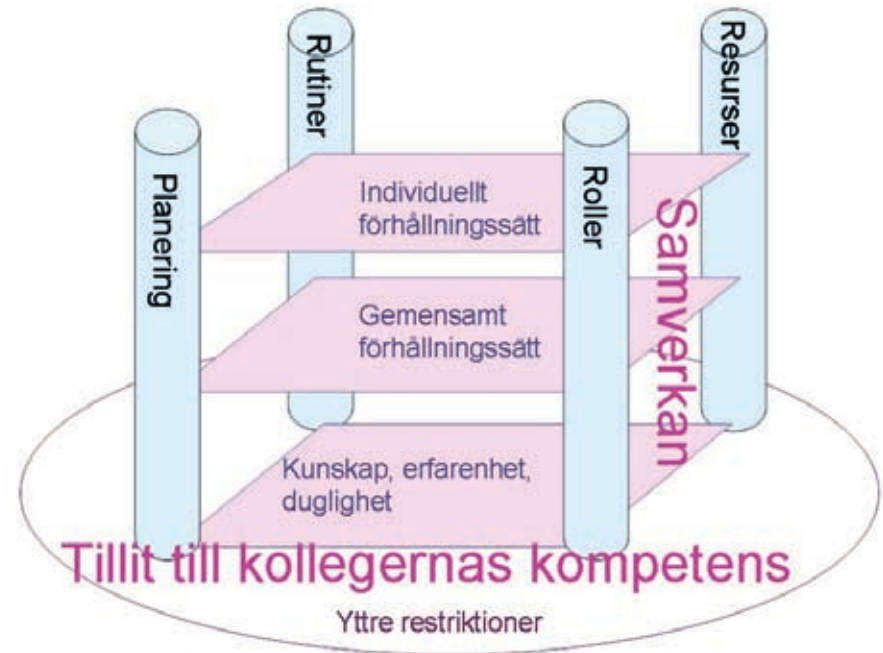 Rutiner
Resurser
Planering
Roller
Individuellt
förhållningssätt
Samverkan
Gemensamt
förhållningssätt
Kunskap, erfarenhet,
duglighet
Tillit till kollegernas kompetens
Yttre restriktioner